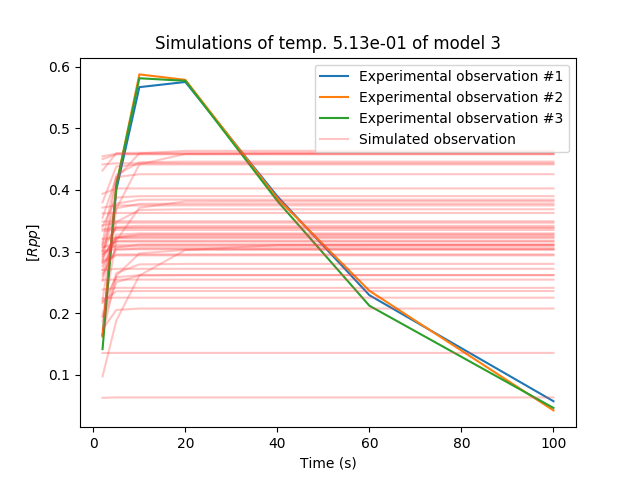 Simulations of temp. 5.13e-01 of model 3
Experimental observation #1
Experimental observation #2
Experimental observation #3
Simulated observation
0.6
0.5
0.4
0.3
0.2
0.1
[Rpp]
0 20 40 60 80 100
Time (s)